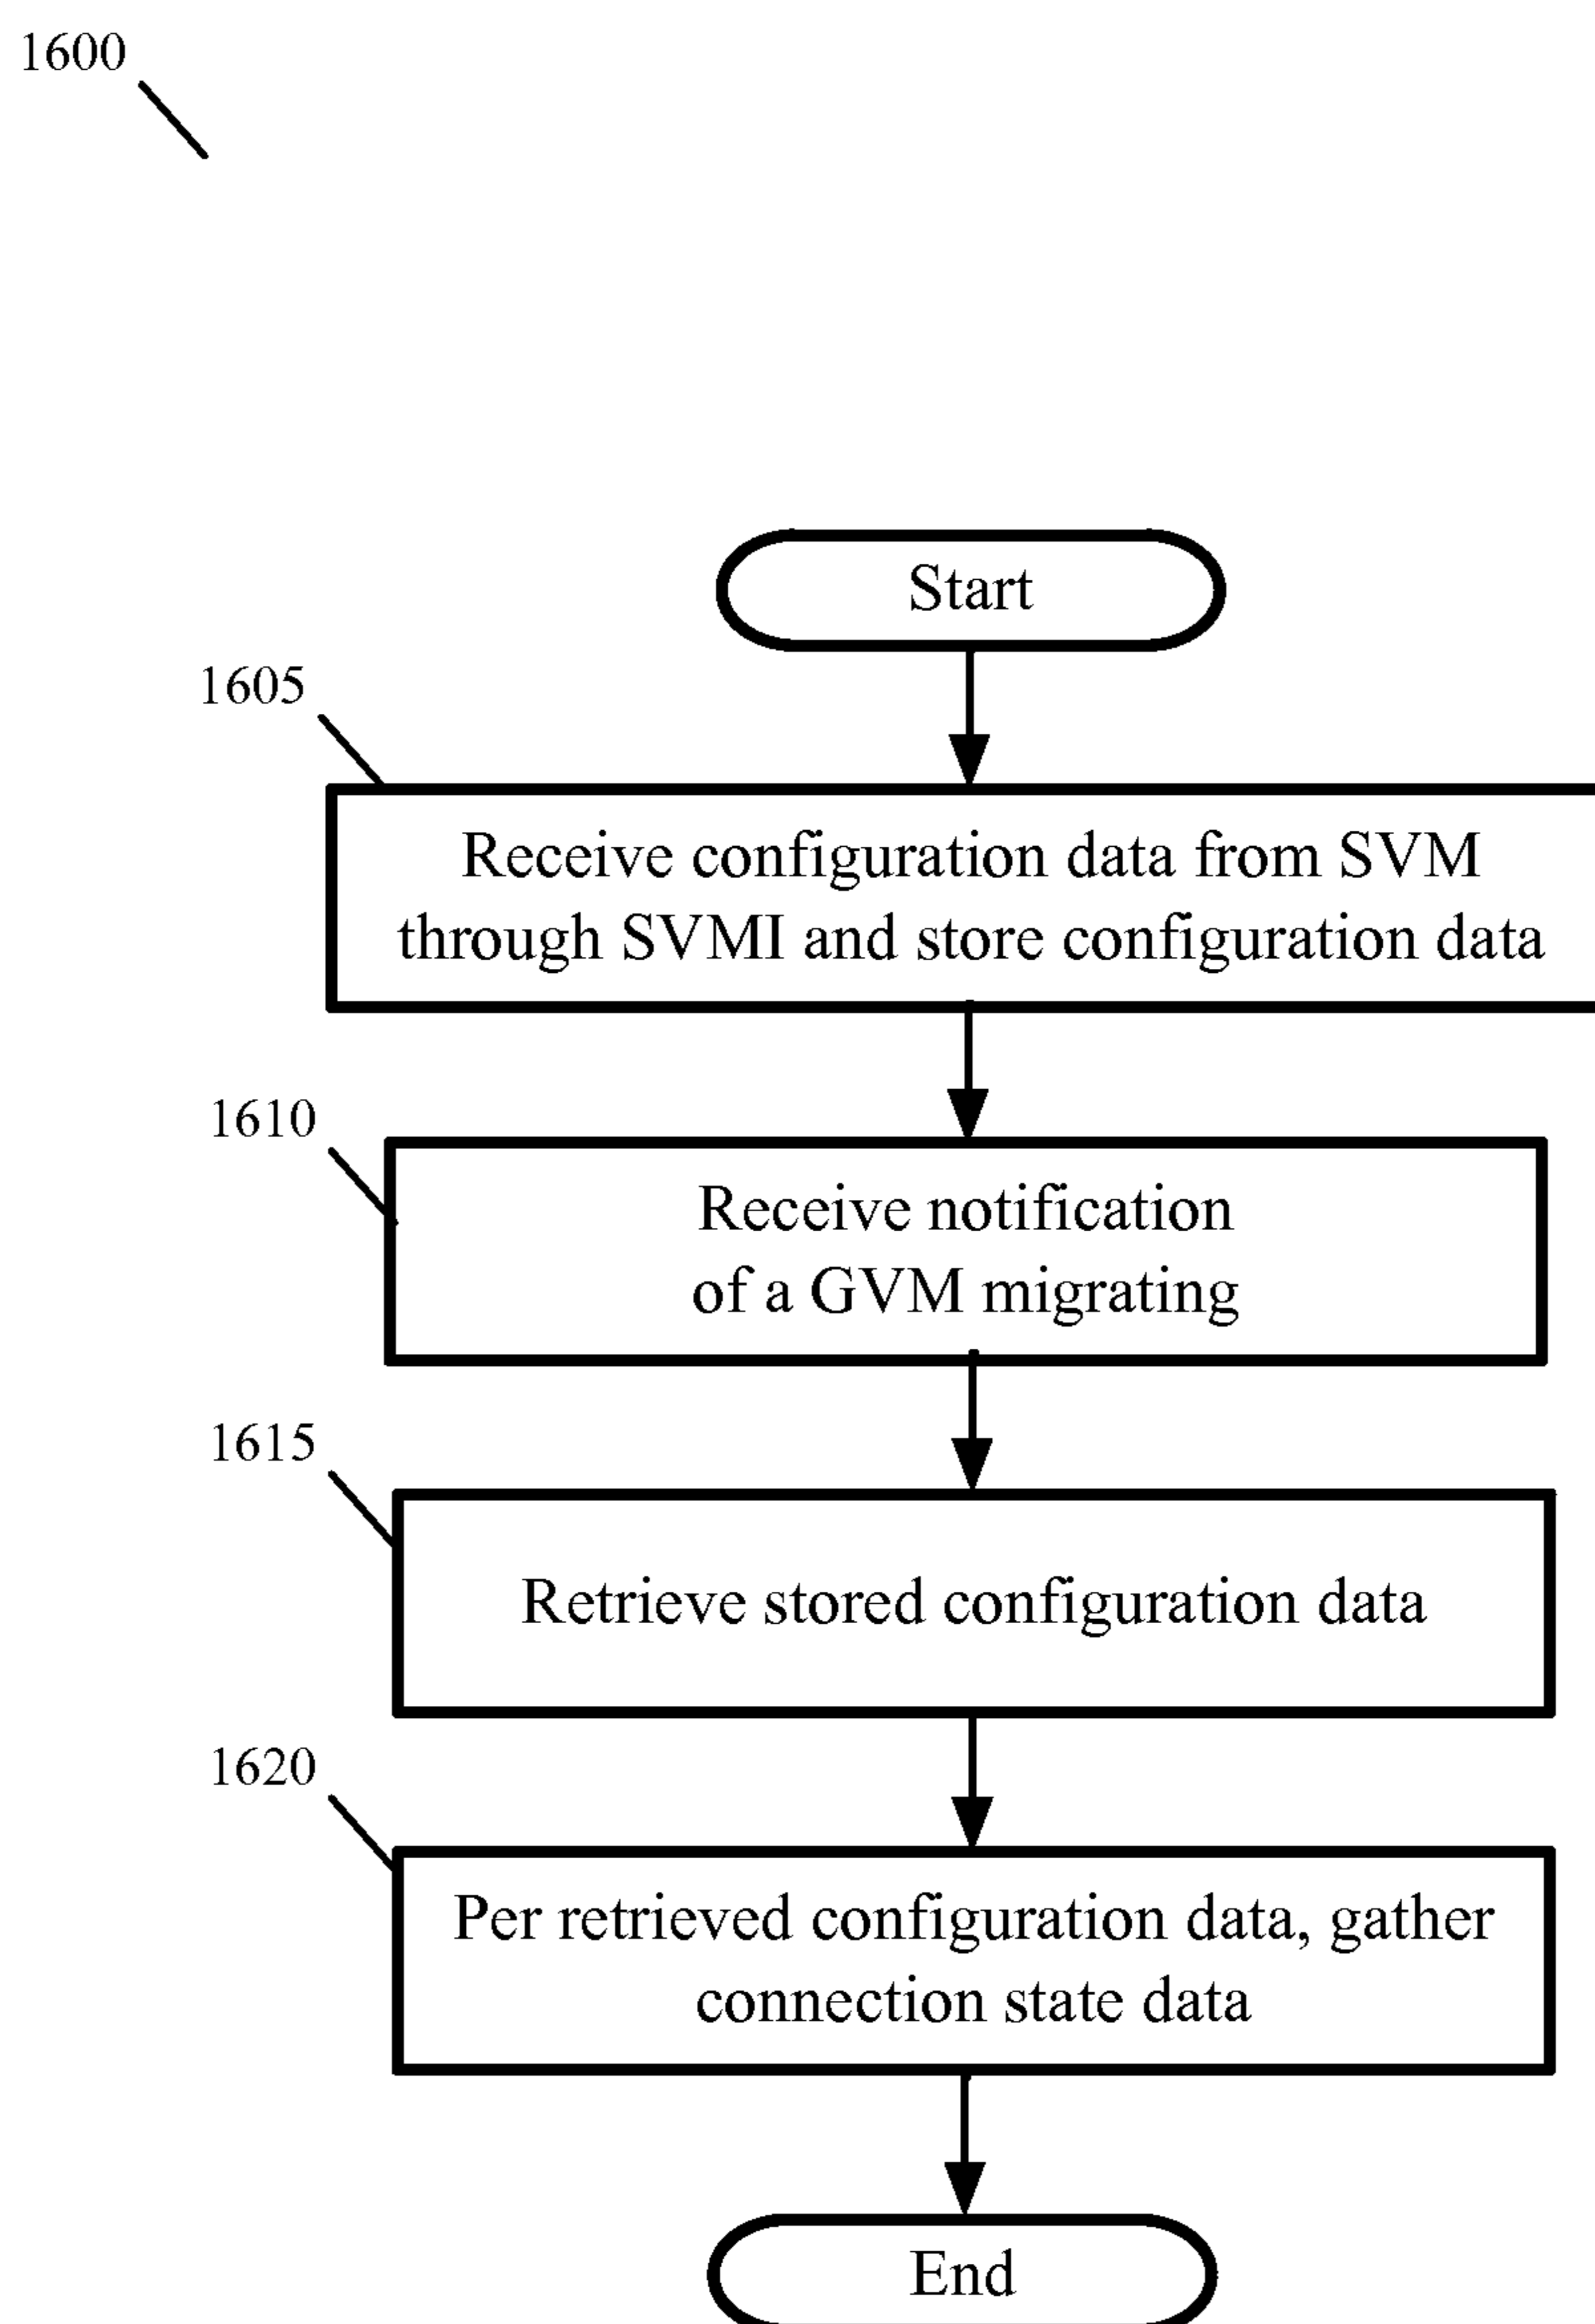 1600
Start
1605
Receive configuration data from SVM
through SVMI and store configuration data
1610
Receive notification
of a GVM migrating
1615
Retrieve stored configuration data
1620
Per retrieved configuration data, gather
connection state data
End